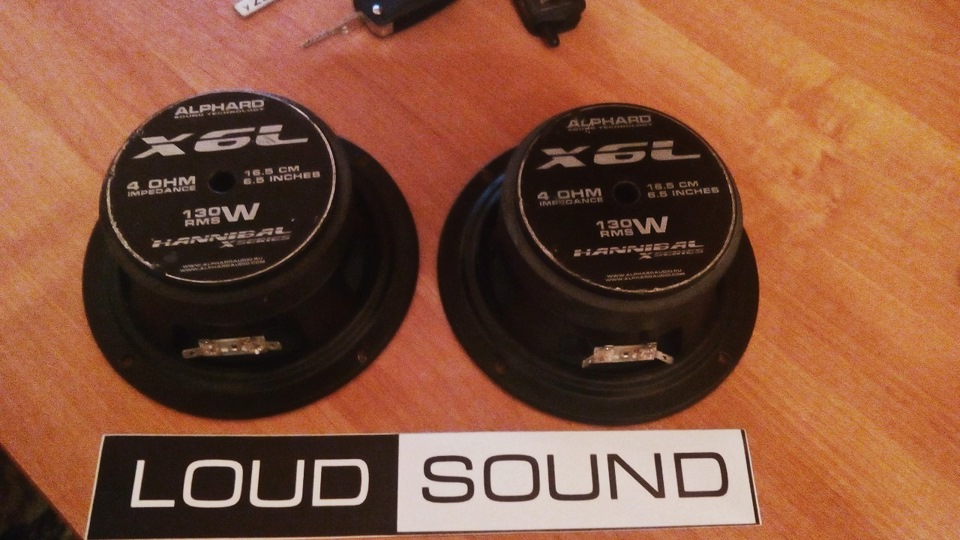 ALPHARD
SOUND TECHNOLOGY
X6L
4 OHM
IMPEDANCE
16.5 CM
6.5 INCHES
130 W
RMS
HANNIBAL
X SERIES
WWW.ALPHARDAUDIO.RU
WWW.ALPHARDAUDIO.COM
ALPHARD
SOUND TECHNOLOGY
X6L
4 OHM
IMPEDANCE
16.5 CM
6.5 INCHES
130 W
RMS
HANNIBAL
X SERIES
WWW.ALPHARDAUDIO.RU
WWW.ALPHARDAUDIO.COM
LOUD SOUND